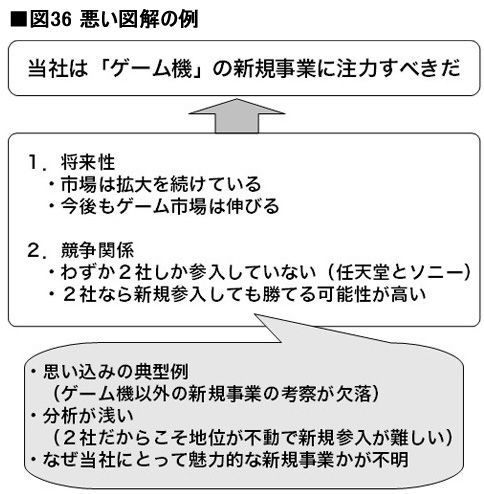 ■図36 悪い図解の例
当社は「ゲーム機」の新規事業に注力すべきだ
１．将来性
・市場は拡大を続けている
・今後もゲーム市場は伸びる
２．競争関係
・わずか２社しか参入していない（任天堂とソニー）
・２社なら新規参入しても勝てる可能性が高い
・思い込みの典型例
（ゲーム機以外の新規事業の考察が欠落）
・分析が浅い
（２社だからこそ地位が不動で新規参入が難しい）
・なぜ当社にとって魅力的な新規事業かが不明